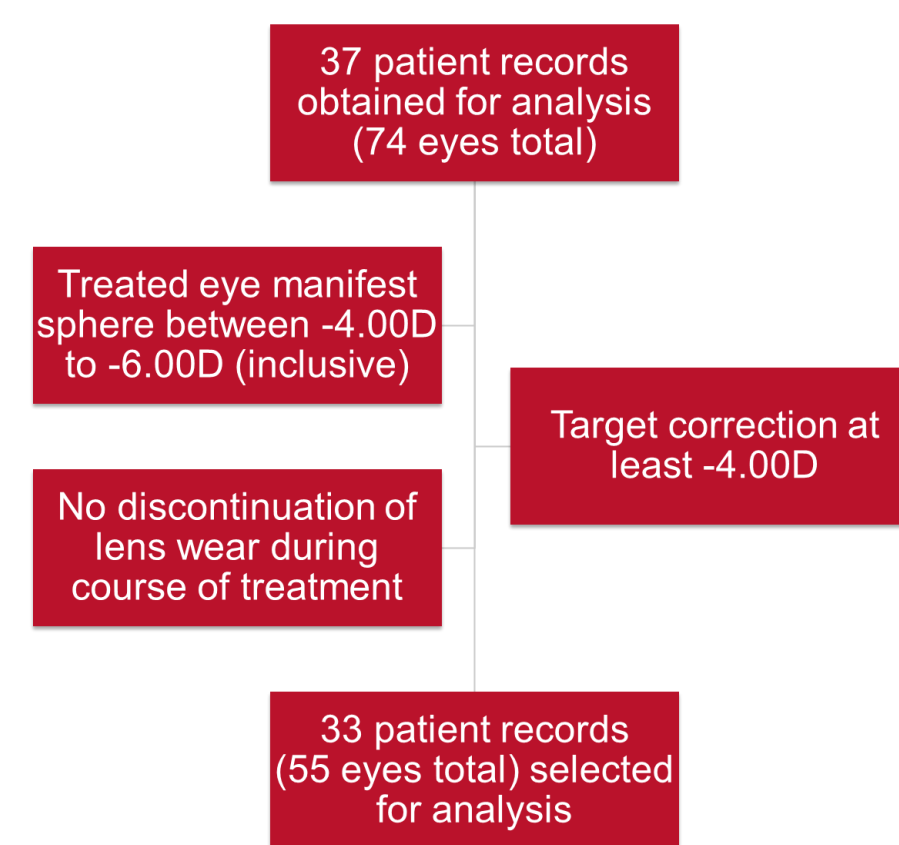 37 patient records
obtained for analysis
(74 eyes total)
Treated eye manifest
sphere between -4.00D
to -6.00D (inclusive)
Target correction at
least -4.00D
No discontinuation of
lens wear during
course of treatment
33 patient records
(55 eyes total) selected
for analysis